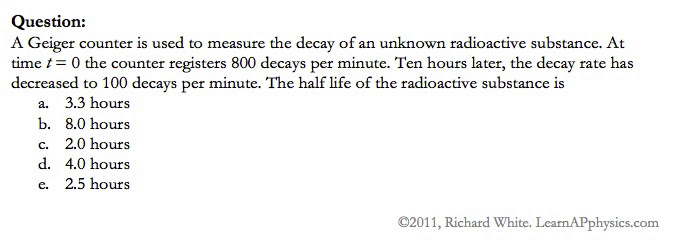 Question:
A Geiger counter is used to measure the decay of an unknown radioactive substance. At
time t = 0 the counter registers 800 decays per minute. Ten hours later, the decay rate has
decreased to 100 decays per minute. The half life of the radioactive substance is
a. 3.3 hours
b. 8.0 hours
c. 2.0 hours
d. 4.0 hours
e. 2.5 hours
©2011, Richard White. LearnAPphysics.com